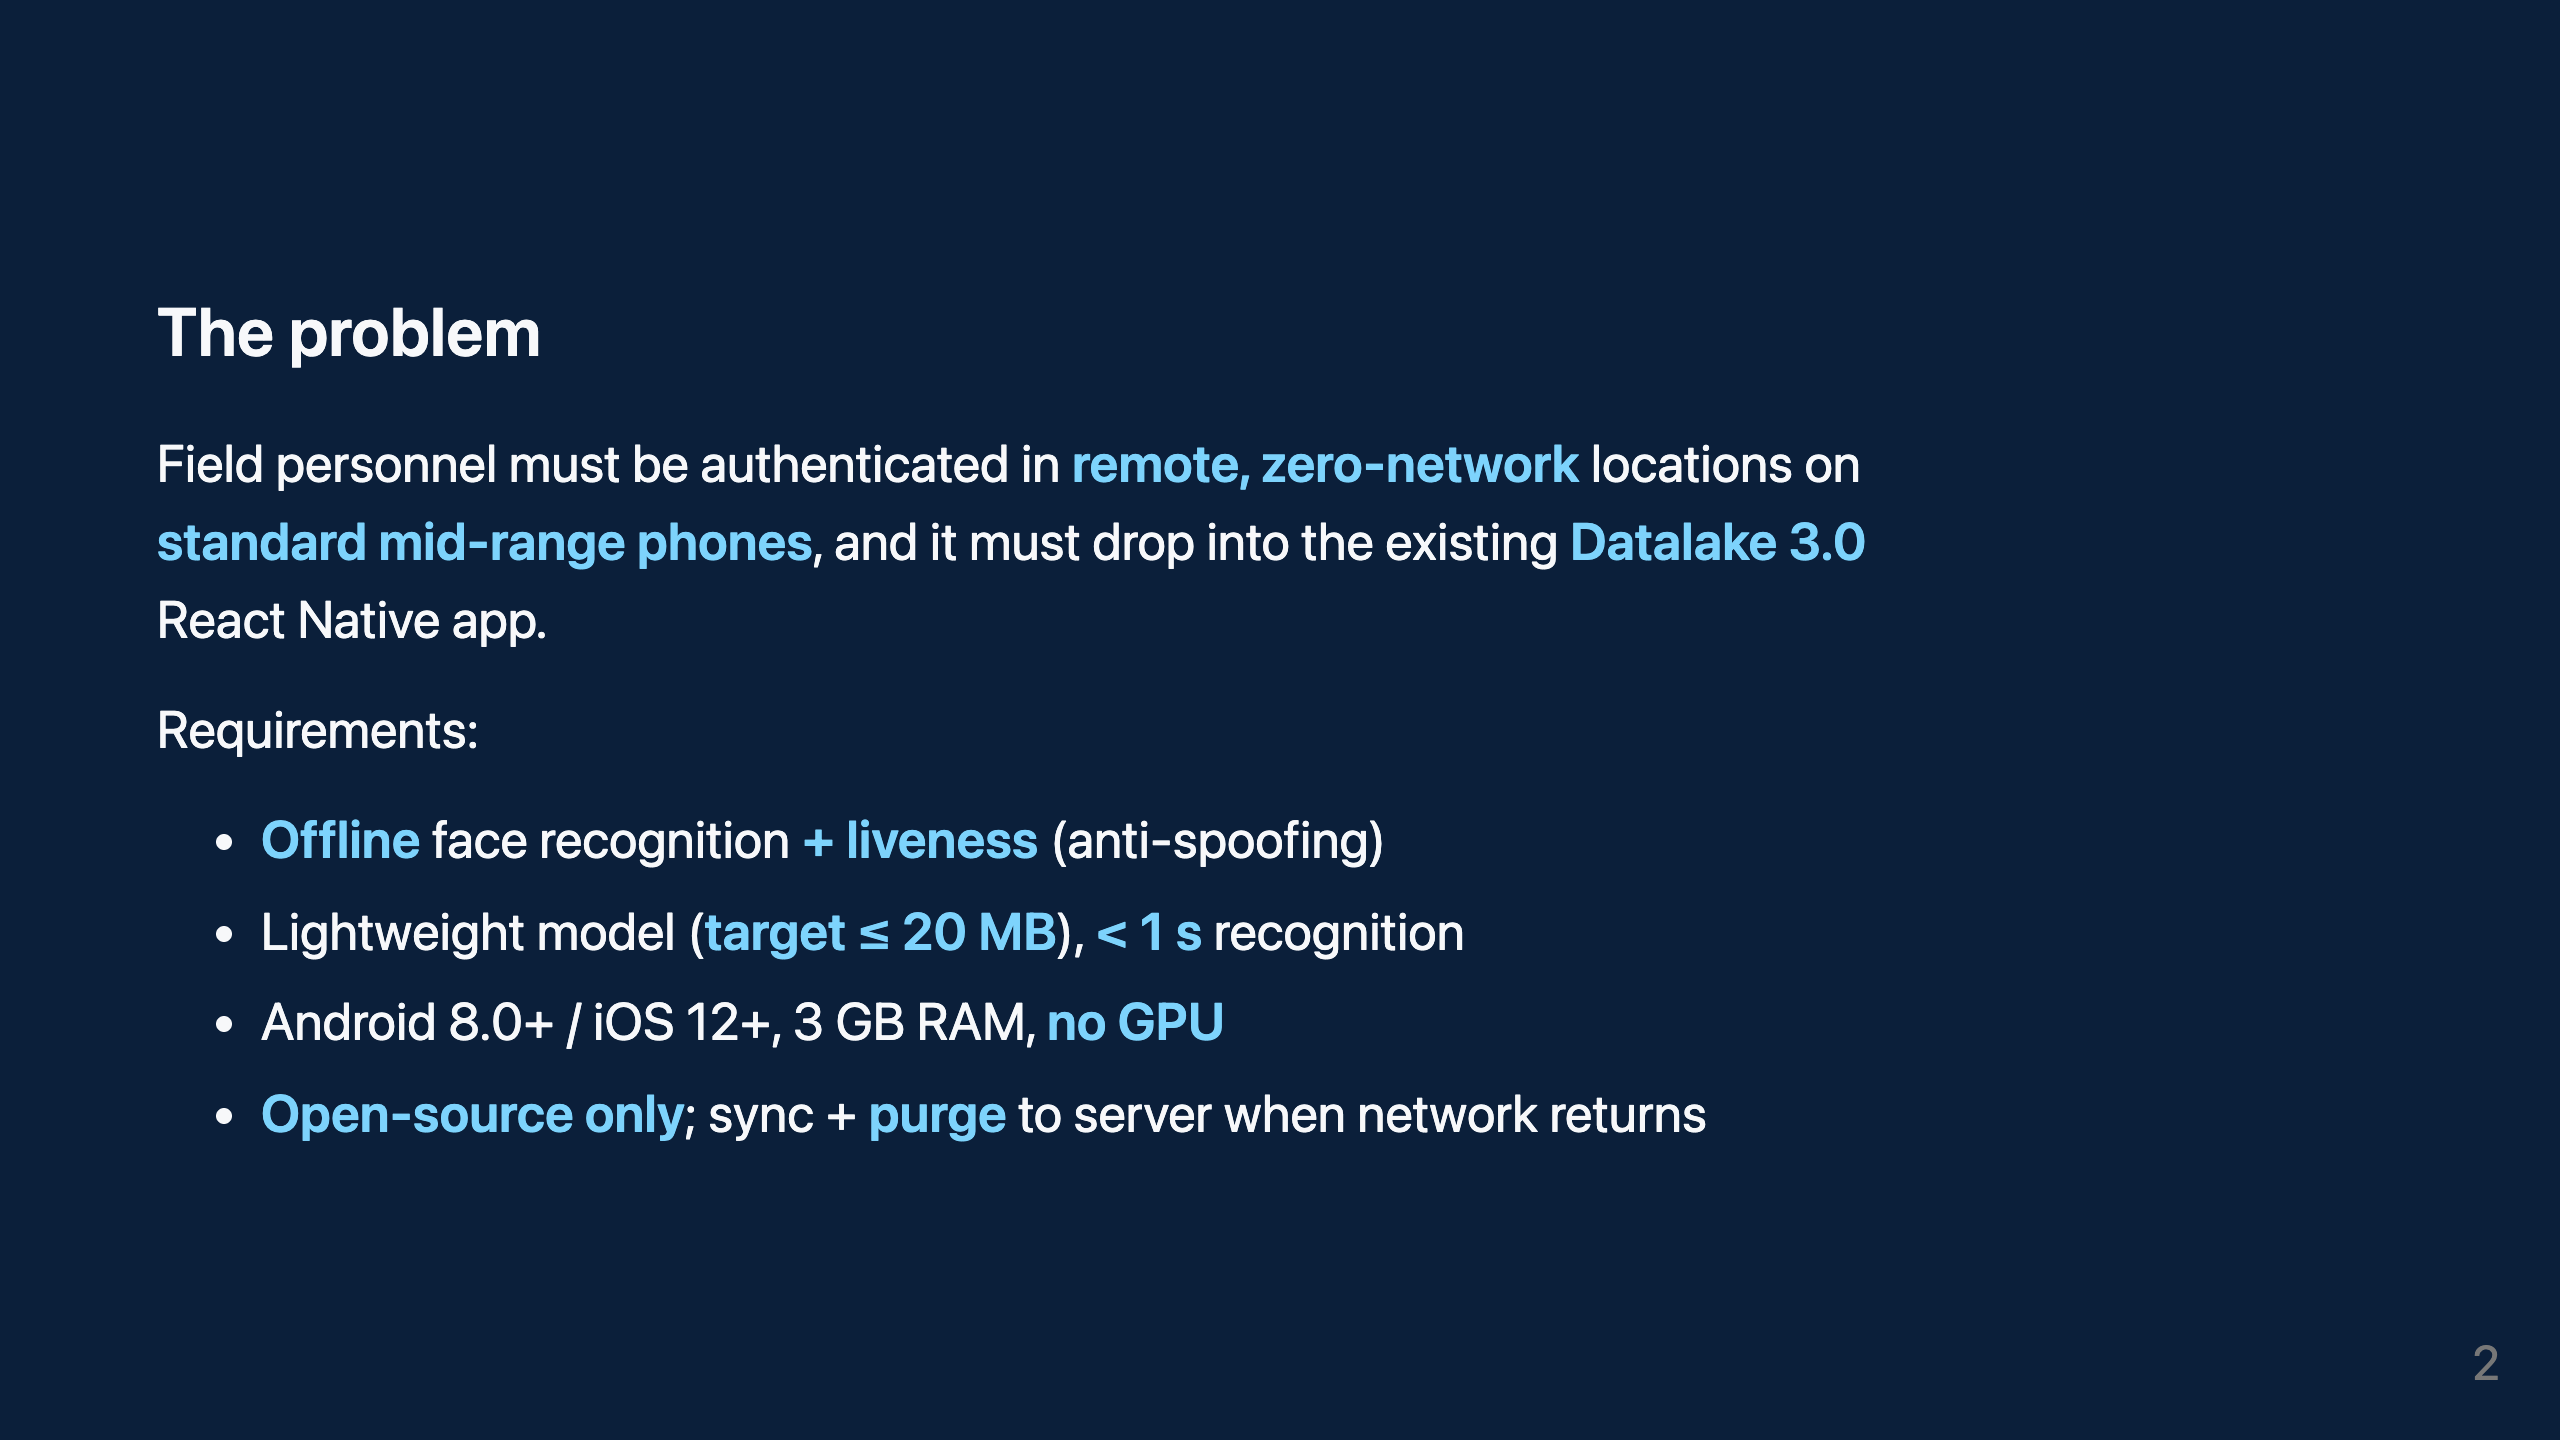 The problem
Field personnel must be authenticated in remote, zero-network locations on
standard mid-range phones, and it must drop into the existing Datalake 3.0
React Native app.
Requirements:
• Offline face recognition + liveness (anti-spoofing)
• Lightweight model (target ≤ 20 MB), < 1 s recognition
• Android 8.0+ / iOS 12+, 3 GB RAM, no GPU
• Open-source only; sync + purge to server when network returns
2